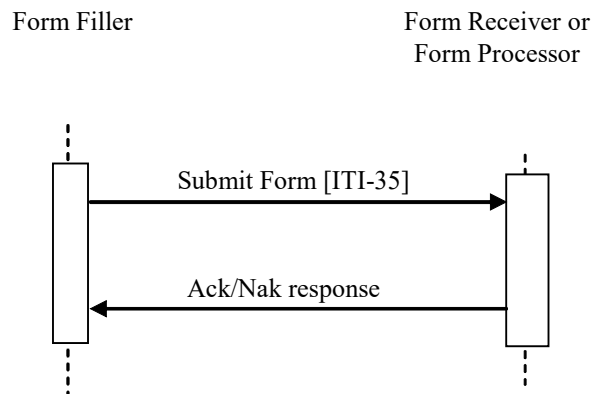 Form Filler
Form Receiver or
Form Processor
Submit Form [ITI-35]
Ack/Nak response